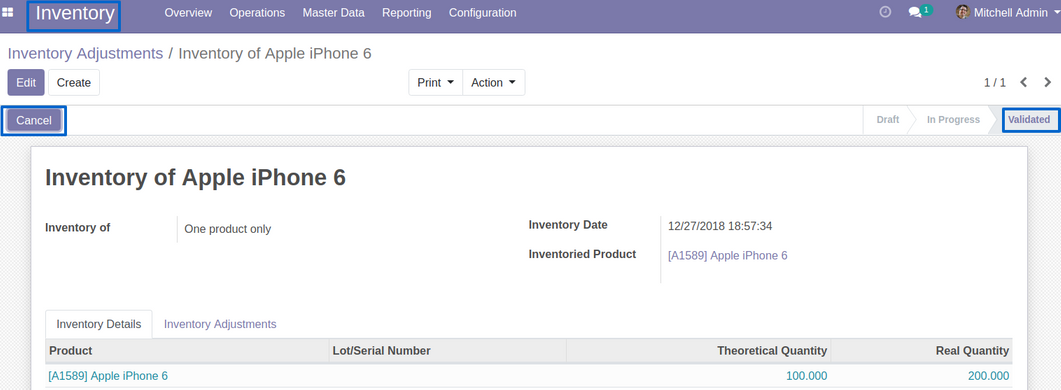 Inventory Overview Operations Master Data Reporting Configuration 1 Mitchell Admin
Inventory Adjustments / Inventory of Apple iPhone 6
Edit Create Print Action 1 / 1
Cancel Draft In Progress Validated
Inventory of Apple iPhone 6
Inventory of One product only
Inventory Date 12/27/2018 18:57:34
Inventoried Product [A1589] Apple iPhone 6
Inventory Details Inventory Adjustments
Product Lot/Serial Number Theoretical Quantity Real Quantity
[A1589] Apple iPhone 6 100.000 200.000